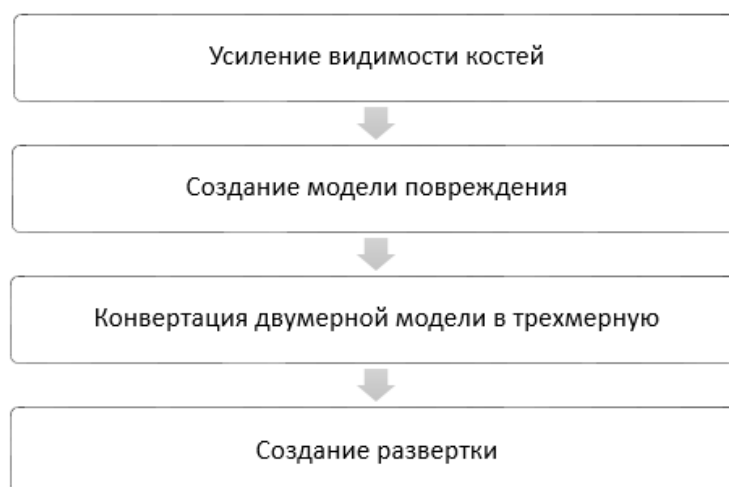 Усиление видимости костей
Создание модели повреждения
Конвертация двумерной модели в трехмерную
Создание развертки